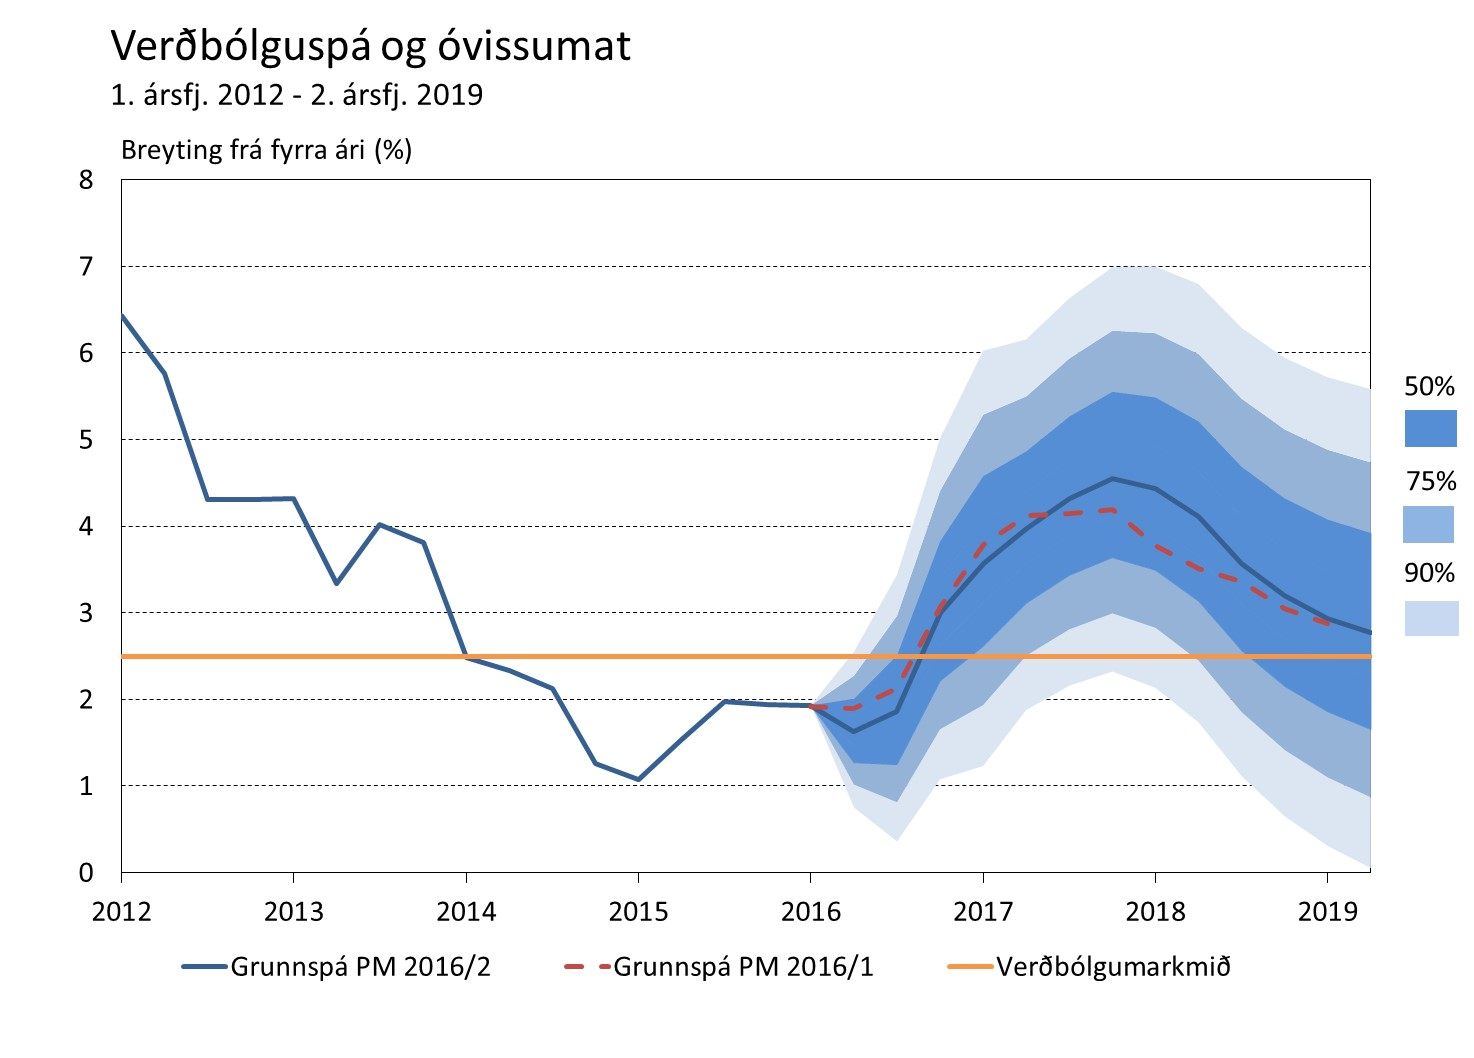 Verðbólguspá og óvissumat
1. ársfj. 2012 - 2. ársfj. 2019
Breyting frá fyrra ári (%)
8
7
6
5
4
3
2
1
0
2012 2013 2014 2015 2016 2017 2018 2019
50%
75%
90%
Grunnspá PM 2016/2 Grunnspá PM 2016/1 Verðbólgumarkmið